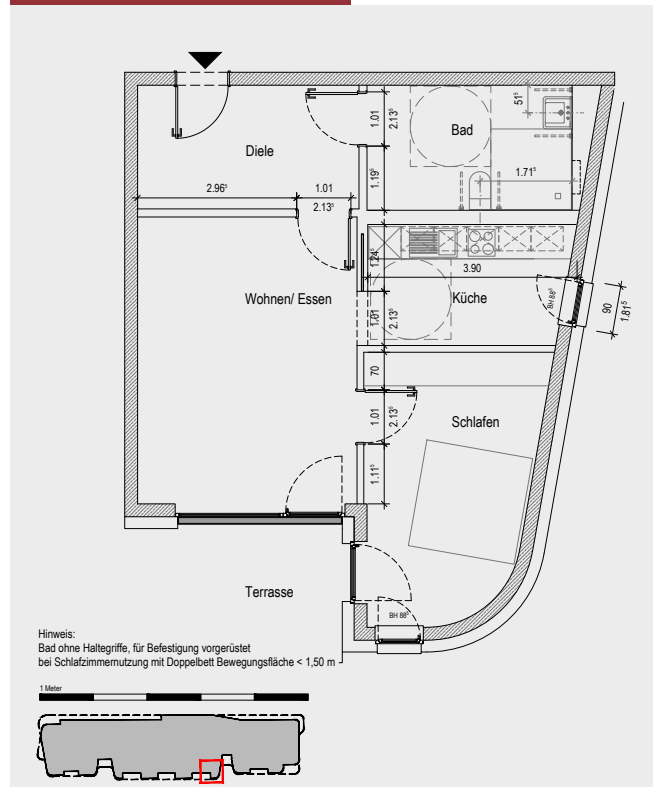 Diele
Bad
1.01
2.13⁵
51⁵
1.19⁵
1.71⁵
2.96⁵
1.01
2.13⁵
1.24⁵
3.90
Wohnen/ Essen
Küche
BH 88⁵
90
1.81⁵
1.01
2.13⁵
70
1.01
2.13⁵
Schlafen
1.11⁵
Terrasse
BH 88⁵
Hinweis:
Bad ohne Haltegriffe, für Befestigung vorgerüstet
bei Schlafzimmernutzung mit Doppelbett Bewegungsfläche < 1,50 m
1 Meter